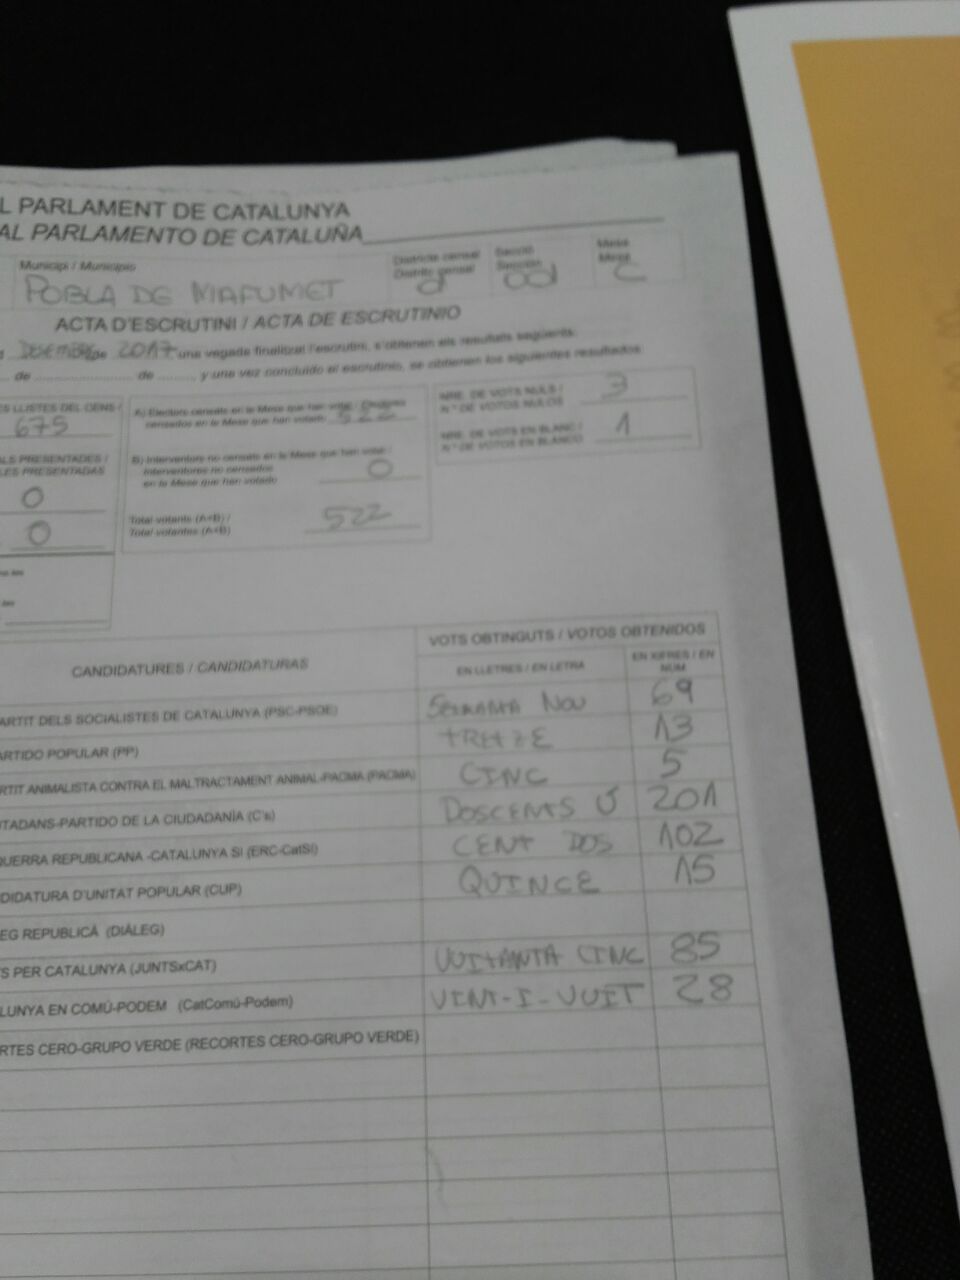 L PARLAMENT DE CATALUNYA
AL PARLAMENTO DE CATALUÑA
Municipi / Municipio
Districte censal
Distrito censal
Secció
Sección
Mesa
Mesa
POBLA DE MAFUMET
C
ACTA D'ESCRUTINI / ACTA DE ESCRUTINIO
DESEMBRE de 2017 una vegada finalitzat l'escrutini, s'obtenen els resultats següents:
de de y una vez concluido el escrutinio, se obtienen los siguientes resultados
ES LLISTES DEL CENS /
675
A) Electors censats en la Mesa que han votat /
censados en la Mesa que han votado 522
NRE. DE VOTS NULS /
N.º DE VOTOS NULOS 3
NRE. DE VOTS EN BLANC /
N.º DE VOTOS EN BLANCO 1
ALS PRESENTADES /
LES PRESENTADAS
0
0
B) Interventors no censats en la Mesa que han votat /
Interventores no censados
en la Mesa que han votado 0
Total votants (A+B) /
Total votantes (A+B) 522
CANDIDATURES / CANDIDATURAS
VOTS OBTINGUTS / VOTOS OBTENIDOS
EN LLETRES / EN LETRA
EN XIFRES / EN NUM
ARTIT DELS SOCIALISTES DE CATALUNYA (PSC-PSOE) SEIXANTA NOU 69
ARTIDO POPULAR (PP) TRETZE 13
RTIT ANIMALISTA CONTRA EL MALTRACTAMENT ANIMAL-PACMA (PACMA) CINC 5
UTADANS-PARTIDO DE LA CIUDADANÍA (C's) DOSCENTS Ú 201
QUERRA REPUBLICANA -CATALUNYA SI (ERC-CatSI) CENT DOS 102
DIDATURA D'UNITAT POPULAR (CUP) QUINCE 15
EG REPUBLICÀ (DIÀLEG)
S PER CATALUNYA (JUNTSxCAT) VUITANTA CINC 85
LUNYA EN COMÚ-PODEM (CatComú-Podem) VINT-I-VUIT 28
RTES CERO-GRUPO VERDE (RECORTES CERO-GRUPO VERDE)